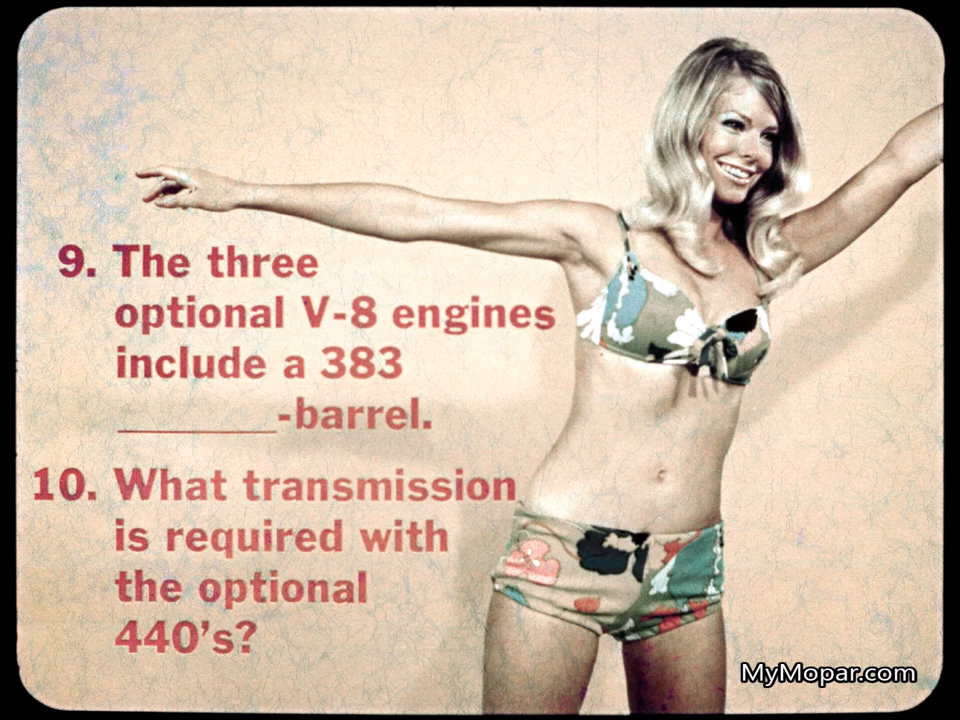 9. The three
optional V-8 engines
include a 383
________-barrel.
10. What transmission
is required with
the optional
440's?
MyMopar.com